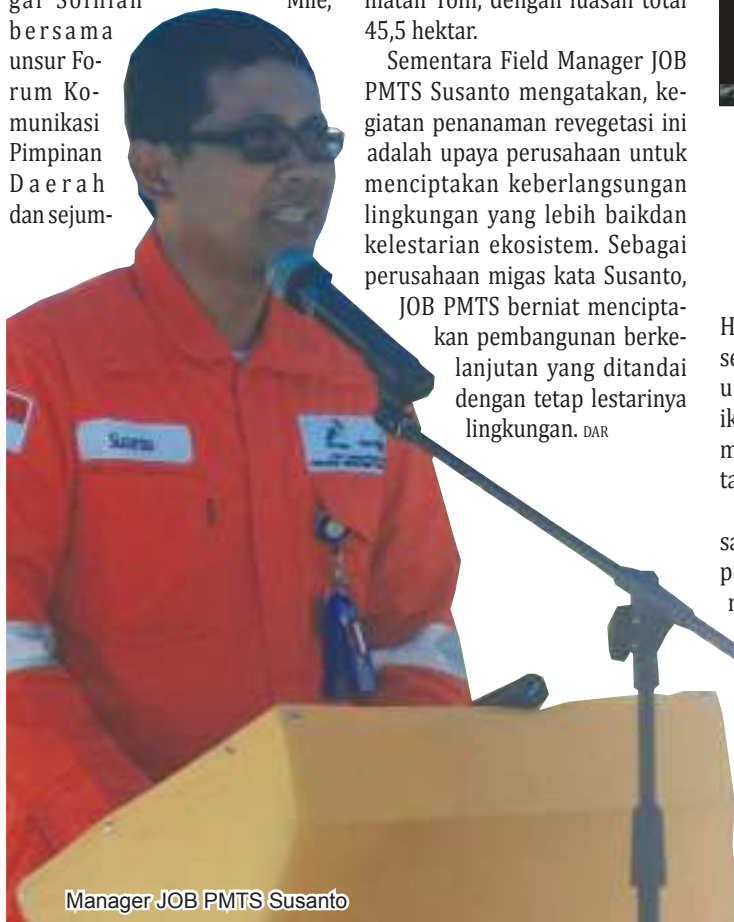 bersama
unsur Fo-
rum Ko-
munikasi
Pimpinan
Daerah
dan sejum-
Mile,
45,5 hektar.
Sementara Field Manager JOB
PMTS Susanto mengatakan, ke-
giatan penanaman revegetasi ini
adalah upaya perusahaan untuk
menciptakan keberlangsungan
lingkungan yang lebih baikdan
kelestarian ekosistem. Sebagai
perusahaan migas kata Susanto,
JOB PMTS berniat mencipta-
kan pembangunan berke-
lanjutan yang ditandai
dengan tetap lestarinya
lingkungan. DAR
Susanto
Manager JOB PMTS Susanto